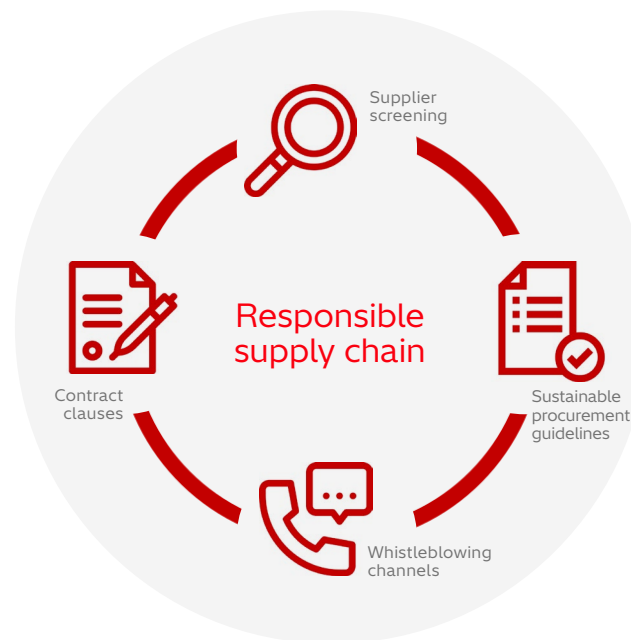 Supplier
screening
Responsible
supply chain
Contract
clauses
Sustainable
procurement
guidelines
Whistleblowing
channels